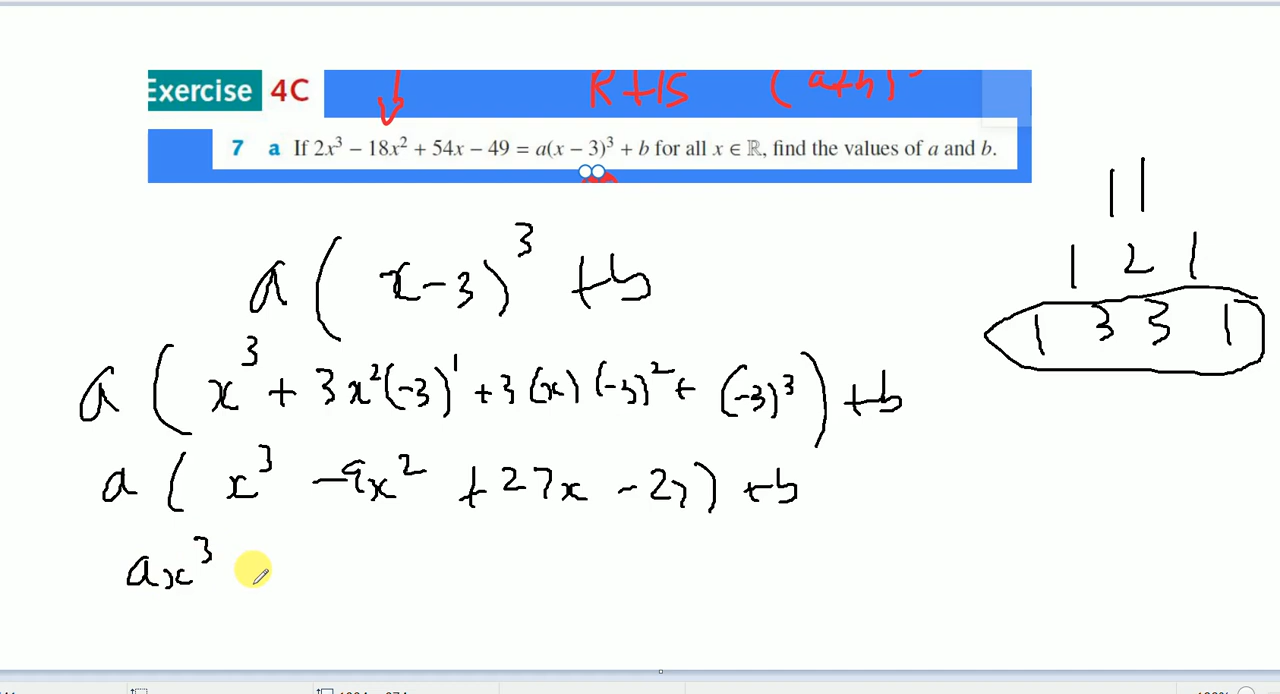 Exercise 4C R+1S (a+h)
7 a If 2x³ − 18x² + 54x − 49 = a(x − 3)³ + b for all x ∈ ℝ, find the values of a and b.
1 1
1 2 1
1 3 3 1
a(x-3)³ +b
a(x³ + 3x²(-3)¹ + 3(x)(-3)² + (-3)³) + b
a(x³ -9x² +27x -27) +b
ax³